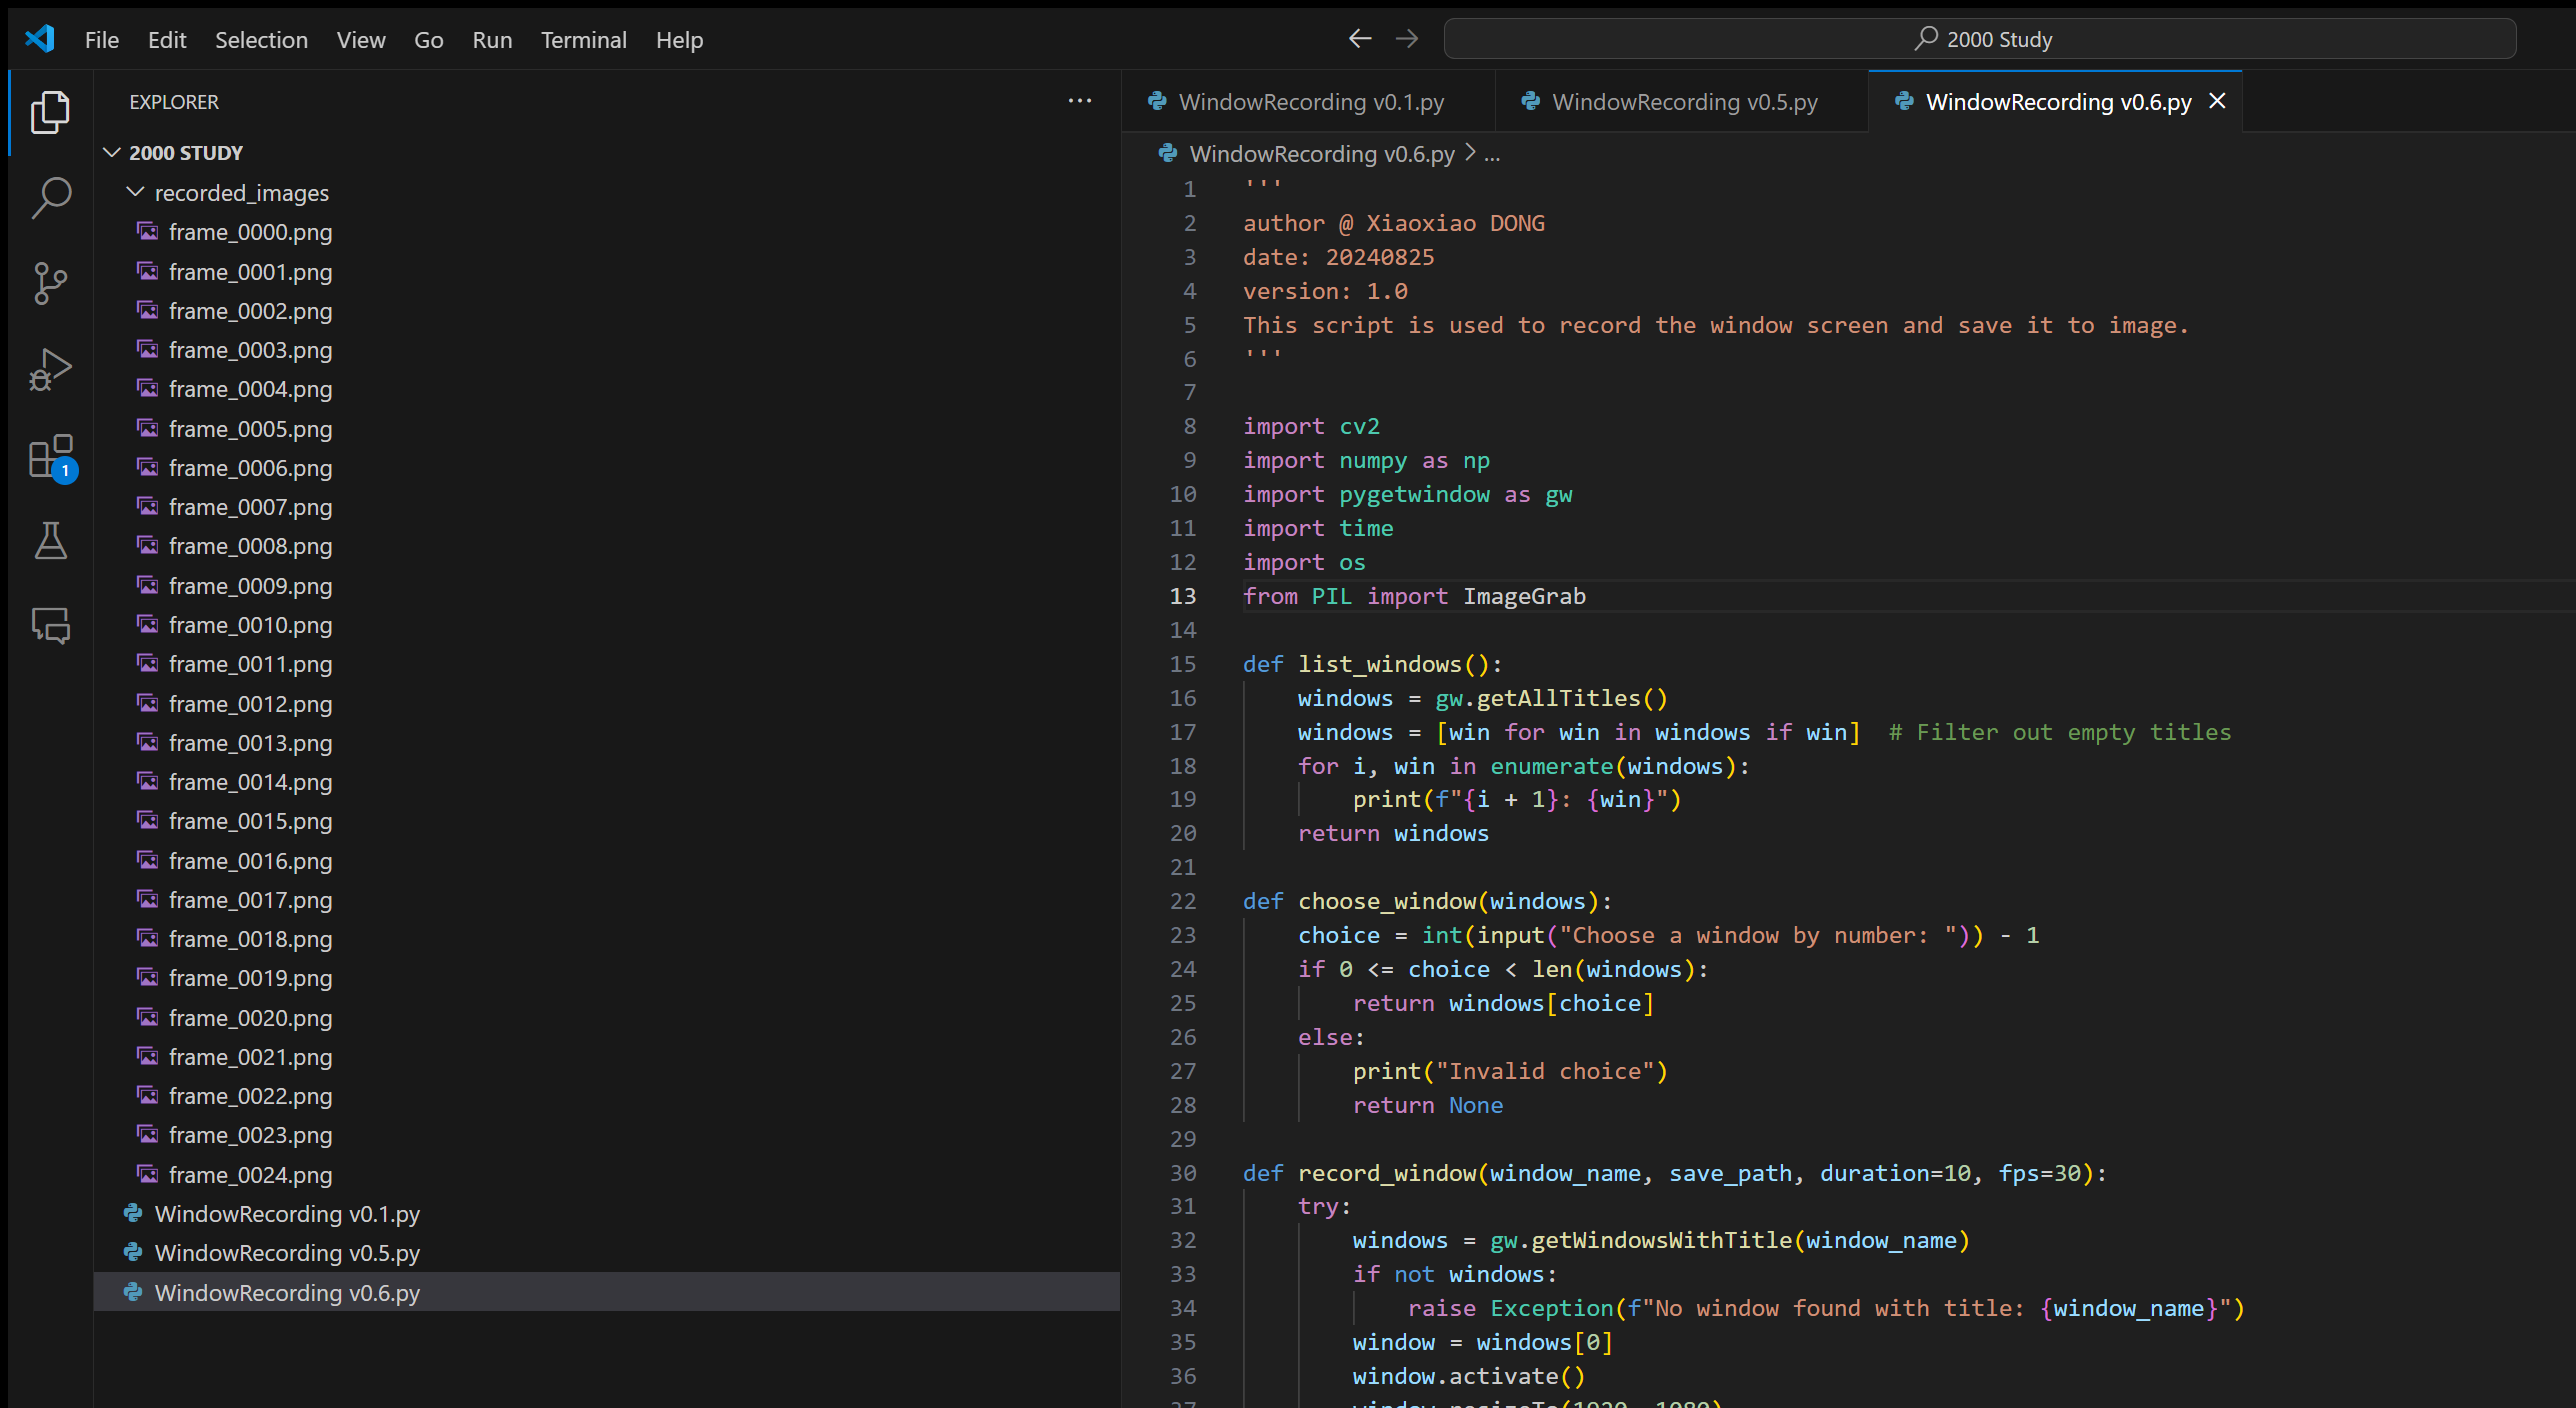 File Edit Selection View Go Run Terminal Help
2000 Study
EXPLORER
2000 STUDY
recorded_images
frame_0000.png
frame_0001.png
frame_0002.png
frame_0003.png
frame_0004.png
frame_0005.png
frame_0006.png
frame_0007.png
frame_0008.png
frame_0009.png
frame_0010.png
frame_0011.png
frame_0012.png
frame_0013.png
frame_0014.png
frame_0015.png
frame_0016.png
frame_0017.png
frame_0018.png
frame_0019.png
frame_0020.png
frame_0021.png
frame_0022.png
frame_0023.png
frame_0024.png
WindowRecording v0.1.py
WindowRecording v0.5.py
WindowRecording v0.6.py
1
WindowRecording v0.1.py WindowRecording v0.5.py WindowRecording v0.6.py
WindowRecording v0.6.py > ...
1 '''
2 author @ Xiaoxiao DONG
3 date: 20240825
4 version: 1.0
5 This script is used to record the window screen and save it to image.
6 '''
7
8 import cv2
9 import numpy as np
10 import pygetwindow as gw
11 import time
12 import os
13 from PIL import ImageGrab
14
15 def list_windows():
16     windows = gw.getAllTitles()
17     windows = [win for win in windows if win]  # Filter out empty titles
18     for i, win in enumerate(windows):
19         print(f"{i + 1}: {win}")
20     return windows
21
22 def choose_window(windows):
23     choice = int(input("Choose a window by number: ")) - 1
24     if 0 <= choice < len(windows):
25         return windows[choice]
26     else:
27         print("Invalid choice")
28         return None
29
30 def record_window(window_name, save_path, duration=10, fps=30):
31     try:
32         windows = gw.getWindowsWithTitle(window_name)
33         if not windows:
34             raise Exception(f"No window found with title: {window_name}")
35         window = windows[0]
36         window.activate()
37         window.resizeTo(1920, 1080)